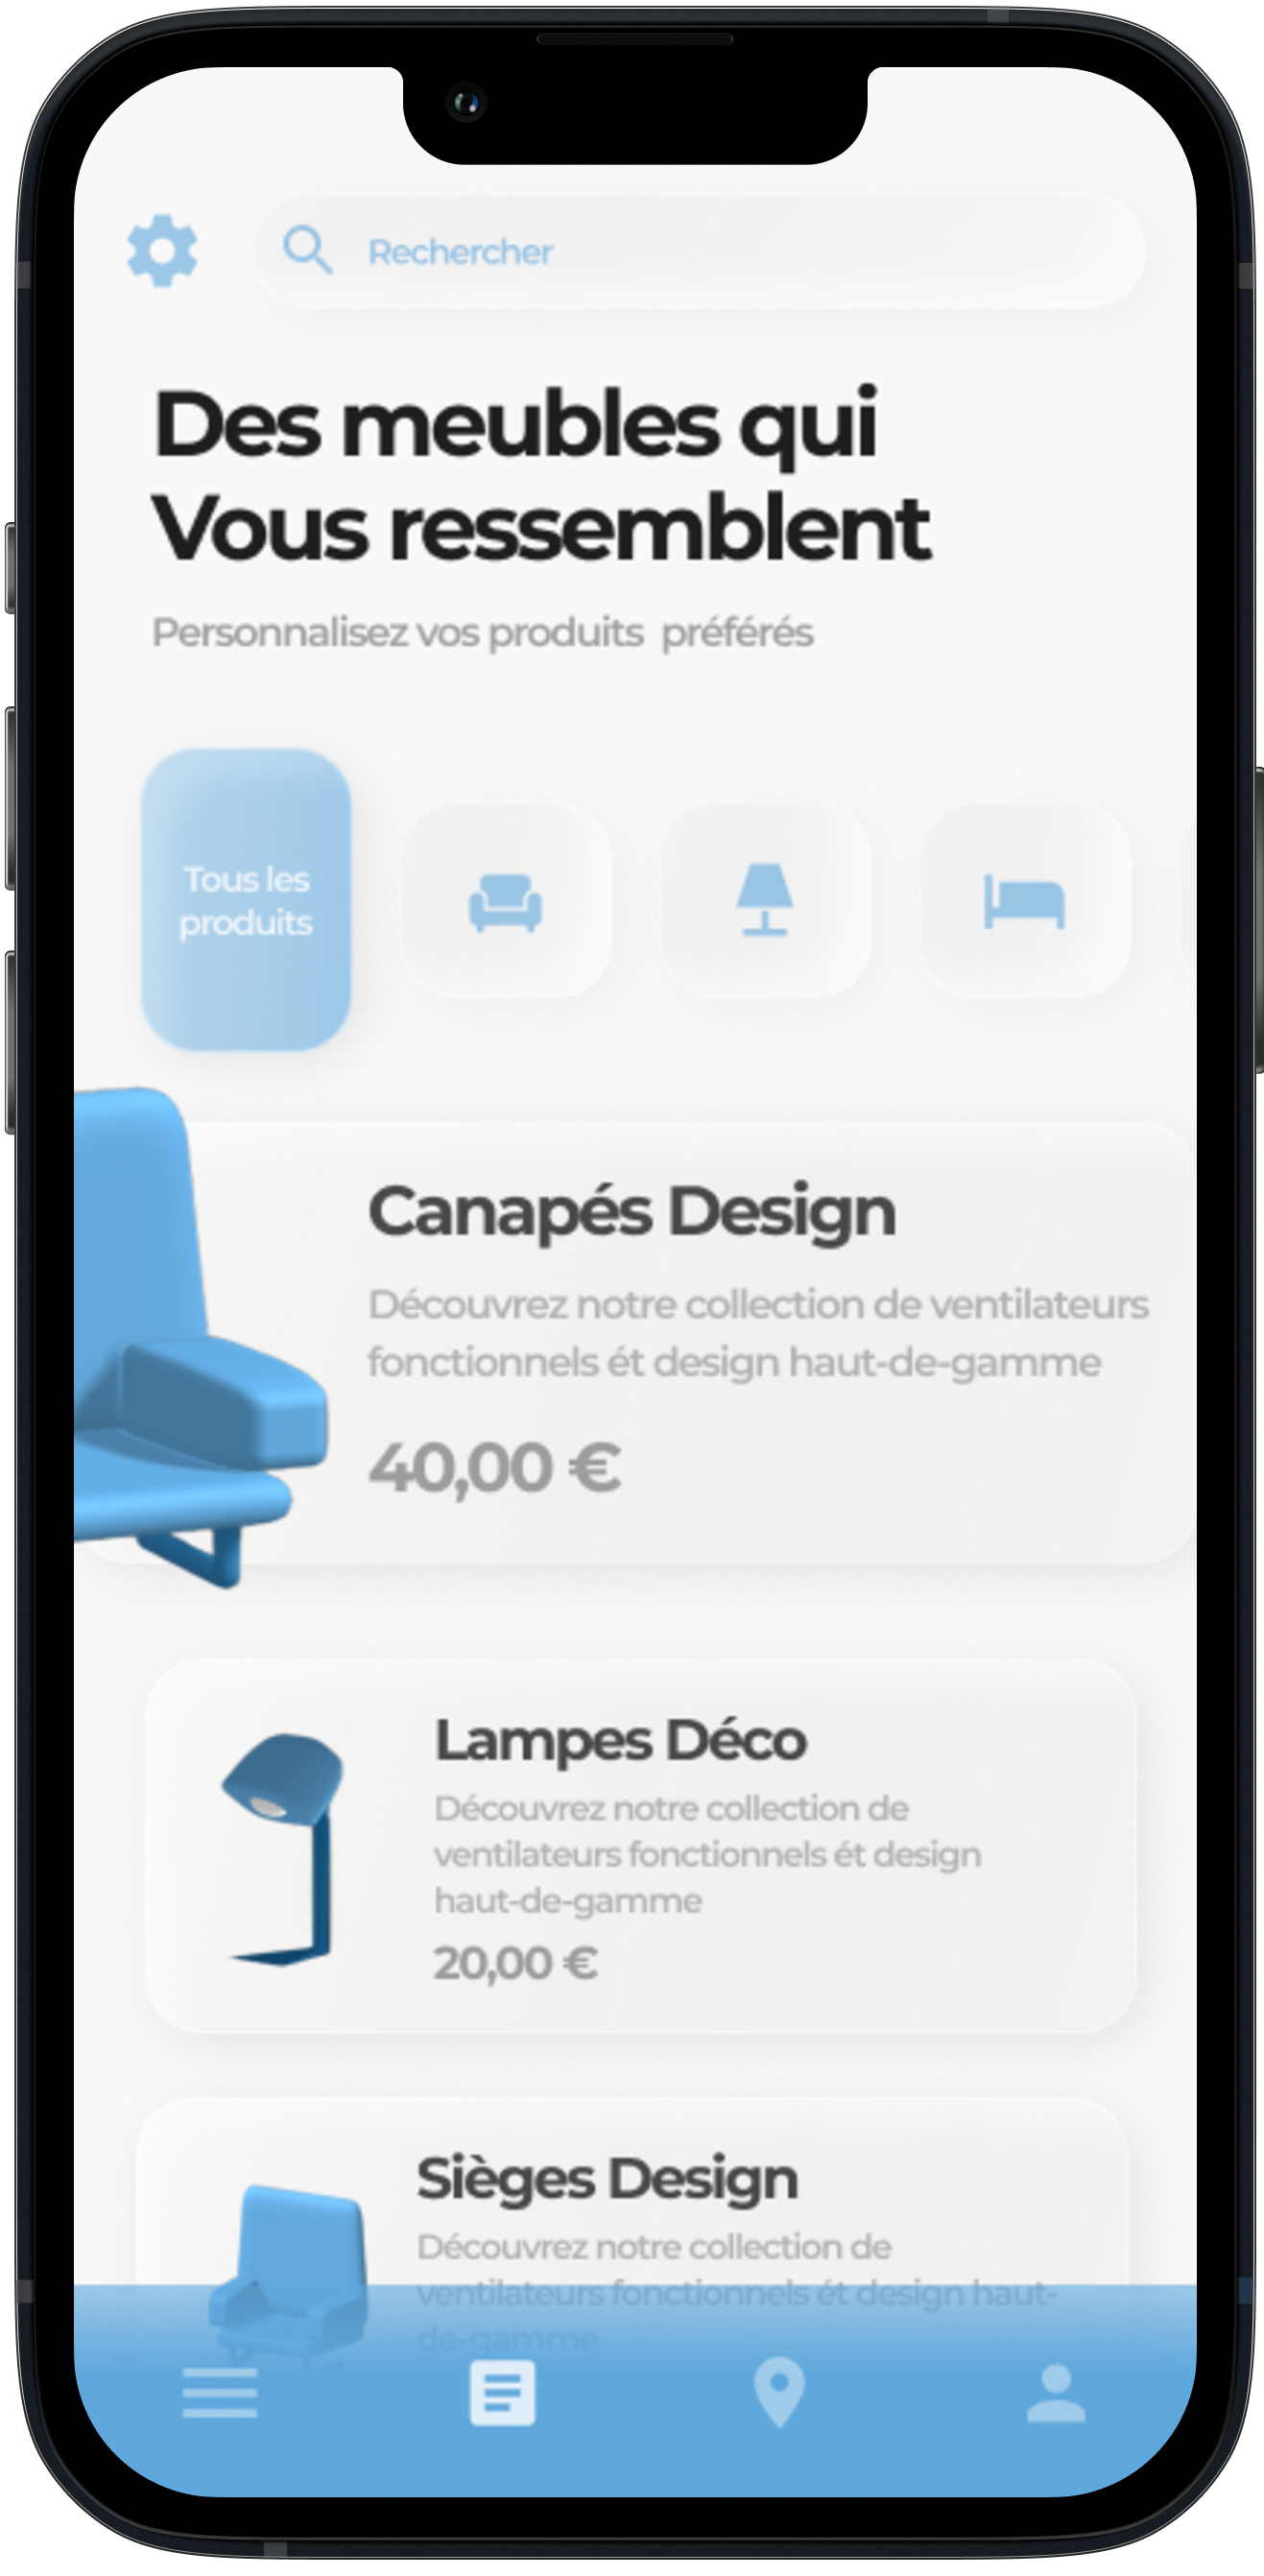 Rechercher
Des meubles qui
Vous ressemblent
Personnalisez vos produits  préférés
Tous les
produits
Canapés Design
Découvrez notre collection de ventilateurs
fonctionnels ét design haut-de-gamme
40,00 €
Lampes Déco
Découvrez notre collection de
ventilateurs fonctionnels ét design
haut-de-gamme
20,00 €
Sièges Design
Découvrez notre collection de
ventilateurs fonctionnels ét design haut-
de-gamme